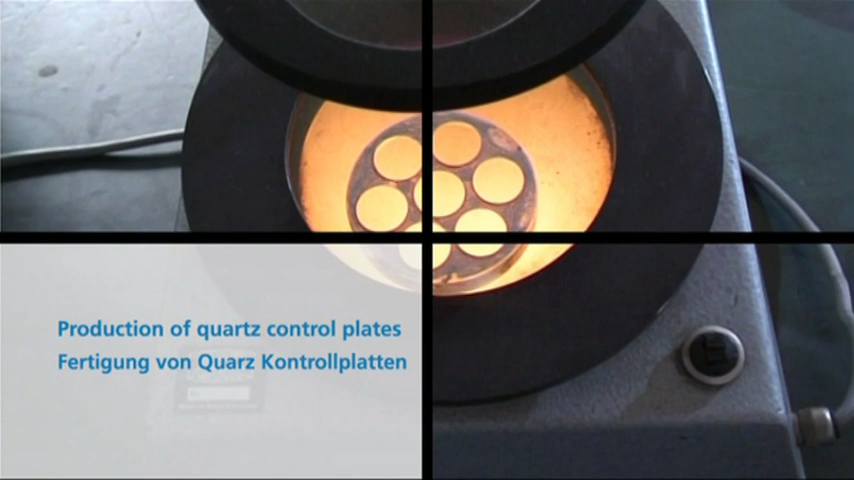 Production of quartz control plates
Fertigung von Quarz Kontrollplatten